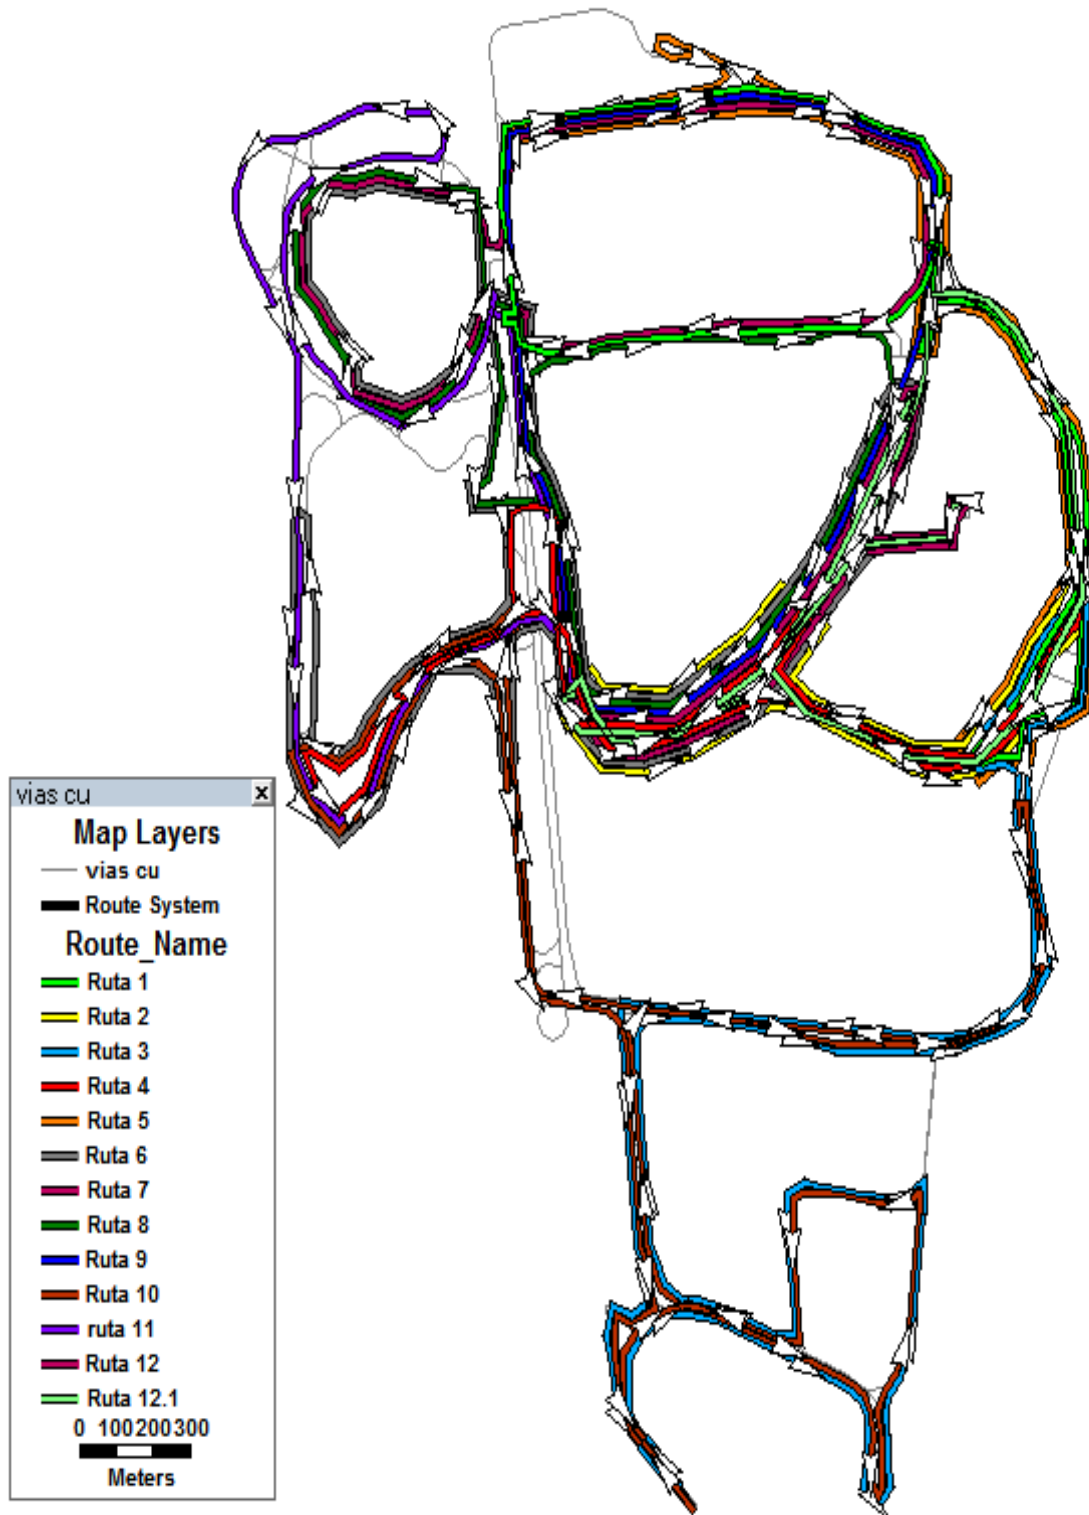 vias cu
Map Layers
vias cu
Route System
Route_Name
Ruta 1
Ruta 2
Ruta 3
Ruta 4
Ruta 5
Ruta 6
Ruta 7
Ruta 8
Ruta 9
Ruta 10
ruta 11
Ruta 12
Ruta 12.1
0 100200300
Meters